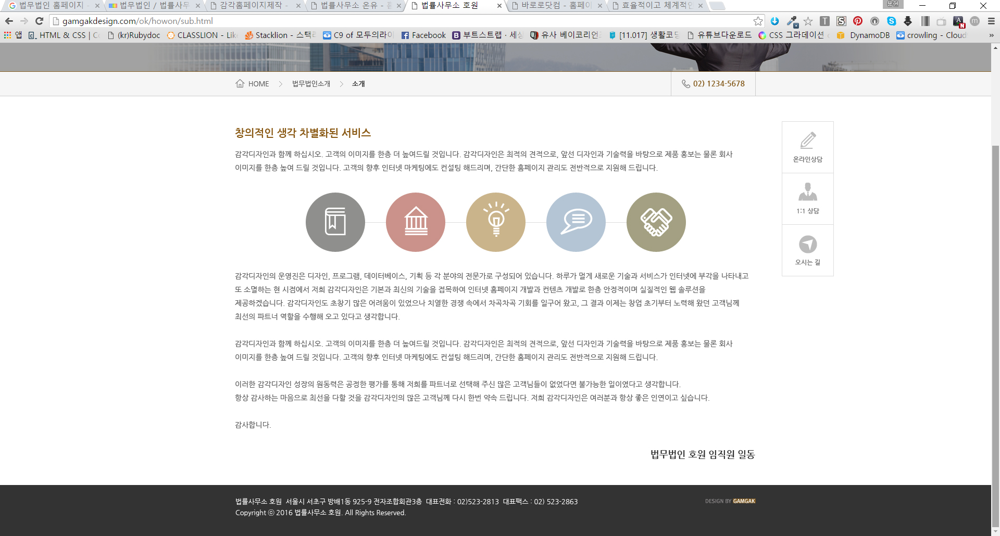 법무법인 홈페이지 -
법무법인 / 법률사무
감각홈페이지제작 -
법률사무소 온유 - 홈
법률사무소 호원
바로로닷컴 - 홈페이
효율적이고 체계적인
용현
gamgakdesign.com/ok/howon/sub.html
앱
HTML & CSS | Co
(kr)Rubydoc
CLASSLION - Like
Stacklion - 스택
C9 of 모두의라이
Facebook
부트스트랩 · 세상
유사 베이코리언
[11.017] 생활코딩
유튜브다운로드
CSS 그라데이션
DynamoDB
crowling - Cloud
»
HOME > 법무법인소개 > 소개
02) 1234-5678
창의적인 생각 차별화된 서비스
감각디자인과 함께 하십시오. 고객의 이미지를 한층 더 높여드릴 것입니다. 감각디자인은 최적의 견적으로, 앞선 디자인과 기술력을 바탕으로 제품 홍보는 물론 회사
이미지를 한층 높여 드릴 것입니다. 고객의 향후 인터넷 마케팅에도 컨설팅 해드리며, 간단한 홈페이지 관리도 전반적으로 지원해 드립니다.
온라인상담
1:1 상담
오시는 길
감각디자인의 운영진은 디자인, 프로그램, 데이터베이스, 기획 등 각 분야의 전문가로 구성되어 있습니다. 하루가 멀게 새로운 기술과 서비스가 인터넷에 부각을 나타내고
또 소멸하는 현 시점에서 저희 감각디자인은 기본과 최신의 기술을 접목하여 인터넷 홈페이지 개발과 컨텐츠 개발로 한층 안정적이며 실질적인 웹 솔루션을
제공하겠습니다. 감각디자인도 초창기 많은 어려움이 있었으나 치열한 경쟁 속에서 차곡차곡 기회를 일구어 왔고, 그 결과 이제는 창업 초기부터 노력해 왔던 고객님께
최선의 파트너 역할을 수행해 오고 있다고 생각합니다.
감각디자인과 함께 하십시오. 고객의 이미지를 한층 더 높여드릴 것입니다. 감각디자인은 최적의 견적으로, 앞선 디자인과 기술력을 바탕으로 제품 홍보는 물론 회사
이미지를 한층 높여 드릴 것입니다. 고객의 향후 인터넷 마케팅에도 컨설팅 해드리며, 간단한 홈페이지 관리도 전반적으로 지원해 드립니다.
이러한 감각디자인 성장의 원동력은 공정한 평가를 통해 저희를 파트너로 선택해 주신 많은 고객님들이 없었다면 불가능한 일이였다고 생각합니다.
항상 감사하는 마음으로 최선을 다할 것을 감각디자인의 많은 고객님께 다시 한번 약속 드립니다. 저희 감각디자인은 여러분과 항상 좋은 인연이고 싶습니다.
감사합니다.
법무법인 호원 임직원 일동
법률사무소 호원 서울시 서초구 방배1동 925-9 전자조합회관3층 대표전화 : 02)523-2813 대표팩스 : 02) 523-2863
DESIGN BY GAMGAK
Copyright ⓒ 2016 법률사무소 호원. All Rights Reserved.